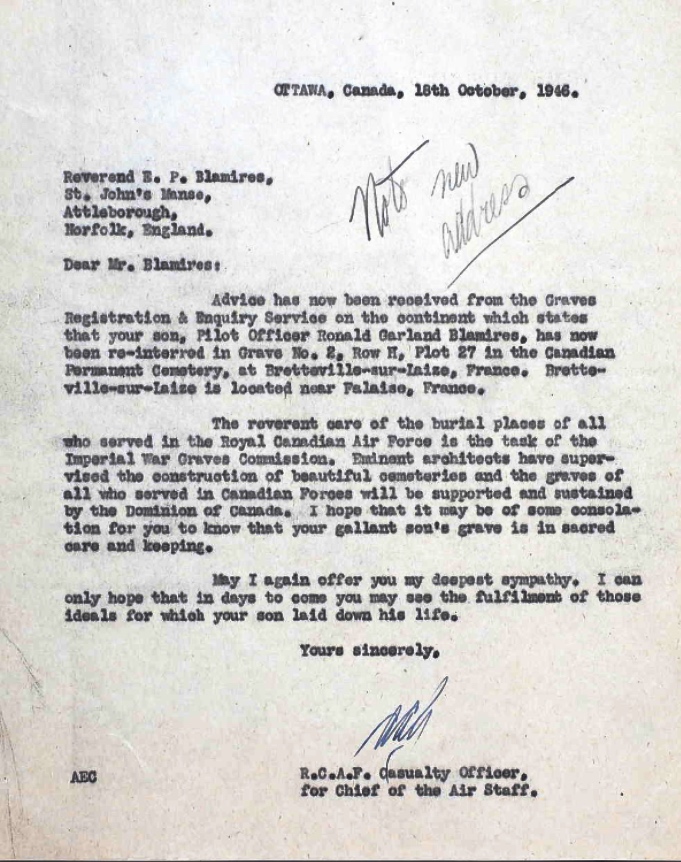 OTTAWA, Canada, 18th October, 1946.
Note new
address
Reverend E. P. Blamires,
St. John's Manse,
Attleborough,
Norfolk, England.
Dear Mr. Blamires:
Advice has now been received from the Graves
Registration & Enquiry Service on the continent which states
that your son, Pilot Officer Ronald Garland Blamires, has now
been re-interred in Grave No. 2, Row H, Plot 27 in the Canadian
Permanent Cemetery, at Bretteville-sur-Laize, France. Brette-
ville-sur-Laize is located near Falaise, France.
The reverent care of the burial places of all
who served in the Royal Canadian Air Force is the task of the
Imperial War Graves Commission. Eminent architects have super-
vised the construction of beautiful cemeteries and the graves of
all who served in Canadian Forces will be supported and sustained
by the Dominion of Canada. I hope that it may be of some consola-
tion for you to know that your gallant son's grave is in sacred
care and keeping.
May I again offer you my deepest sympathy. I can
only hope that in days to come you may see the fulfilment of those
ideals for which your son laid down his life.
Yours sincerely,
AEC
R.C.A.F. Casualty Officer,
for Chief of the Air Staff.